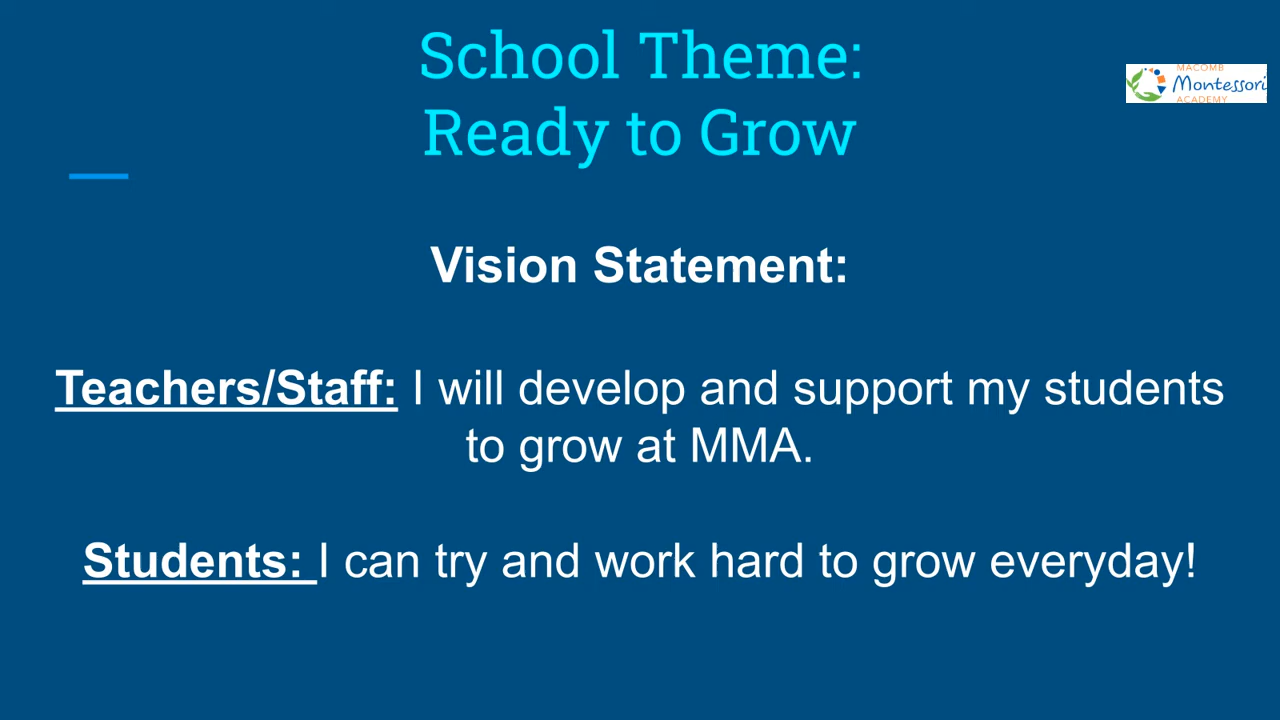 School Theme:
Ready to Grow
MACOMB
Montessori
ACADEMY
Vision Statement:
Teachers/Staff: I will develop and support my students
to grow at MMA.
Students: I can try and work hard to grow everyday!